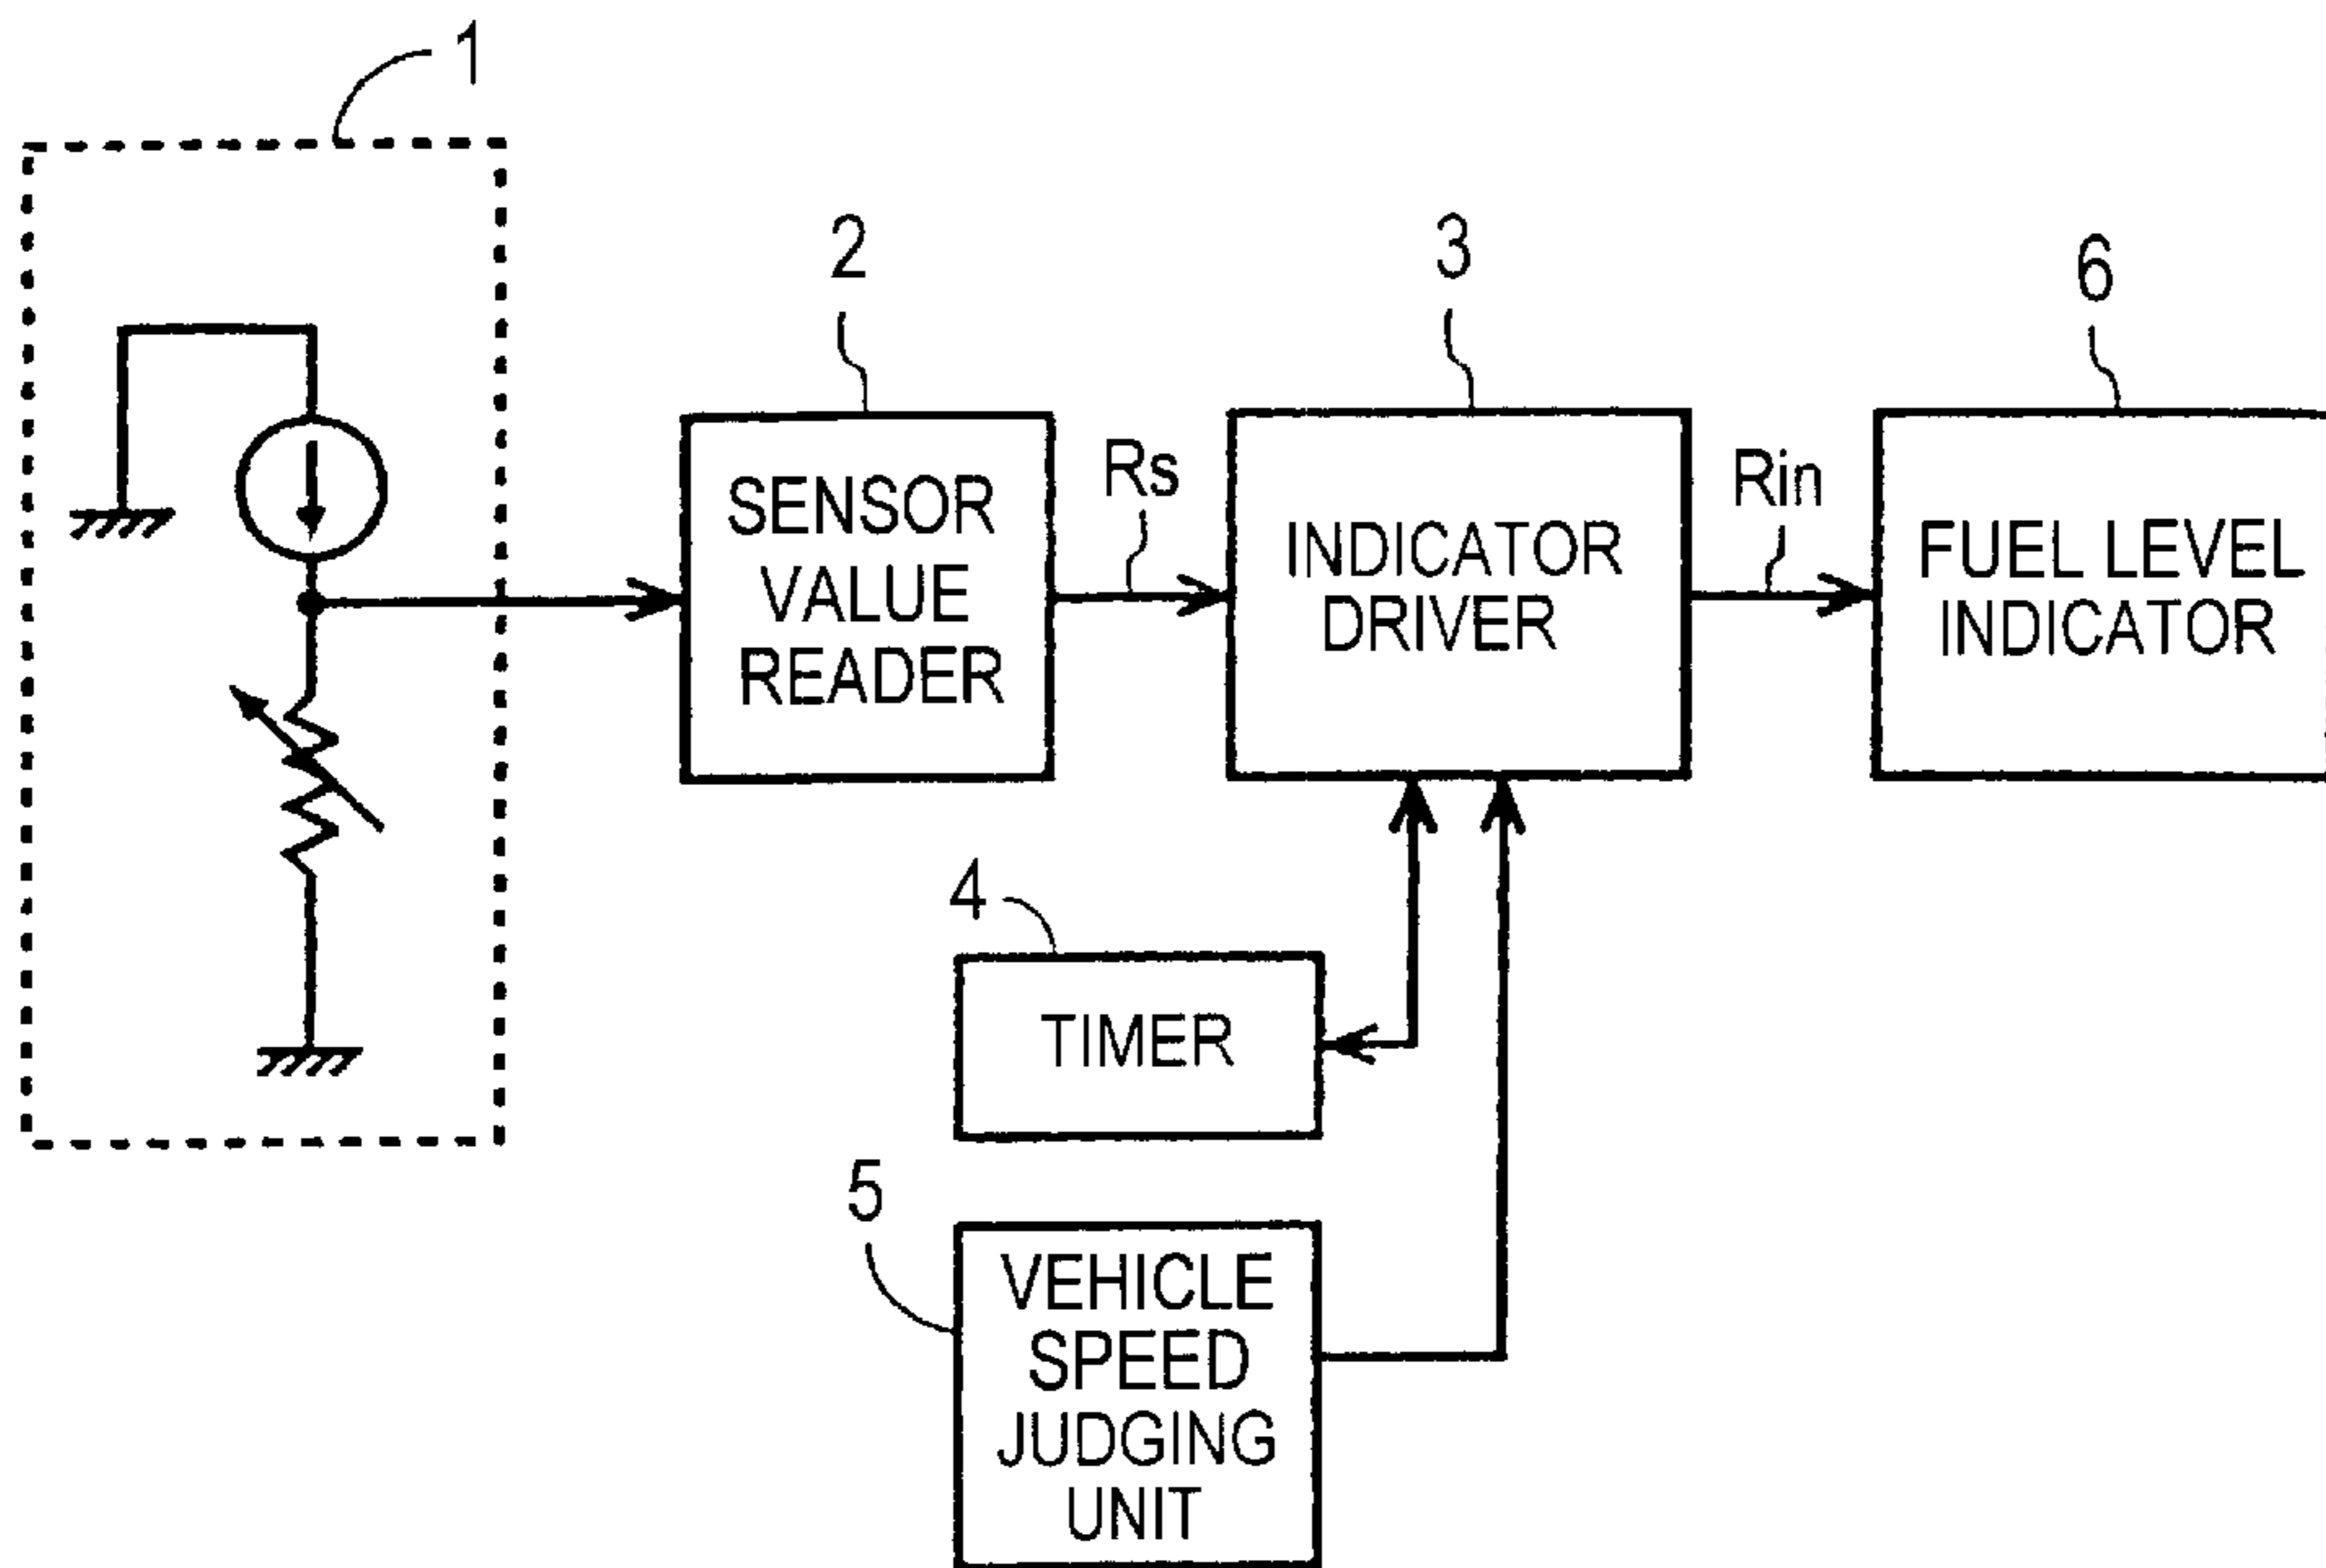 1
2
3
6
SENSOR
VALUE
READER
Rs
INDICATOR
DRIVER
Rin
FUEL LEVEL
INDICATOR
4
TIMER
5
VEHICLE
SPEED
JUDGING
UNIT